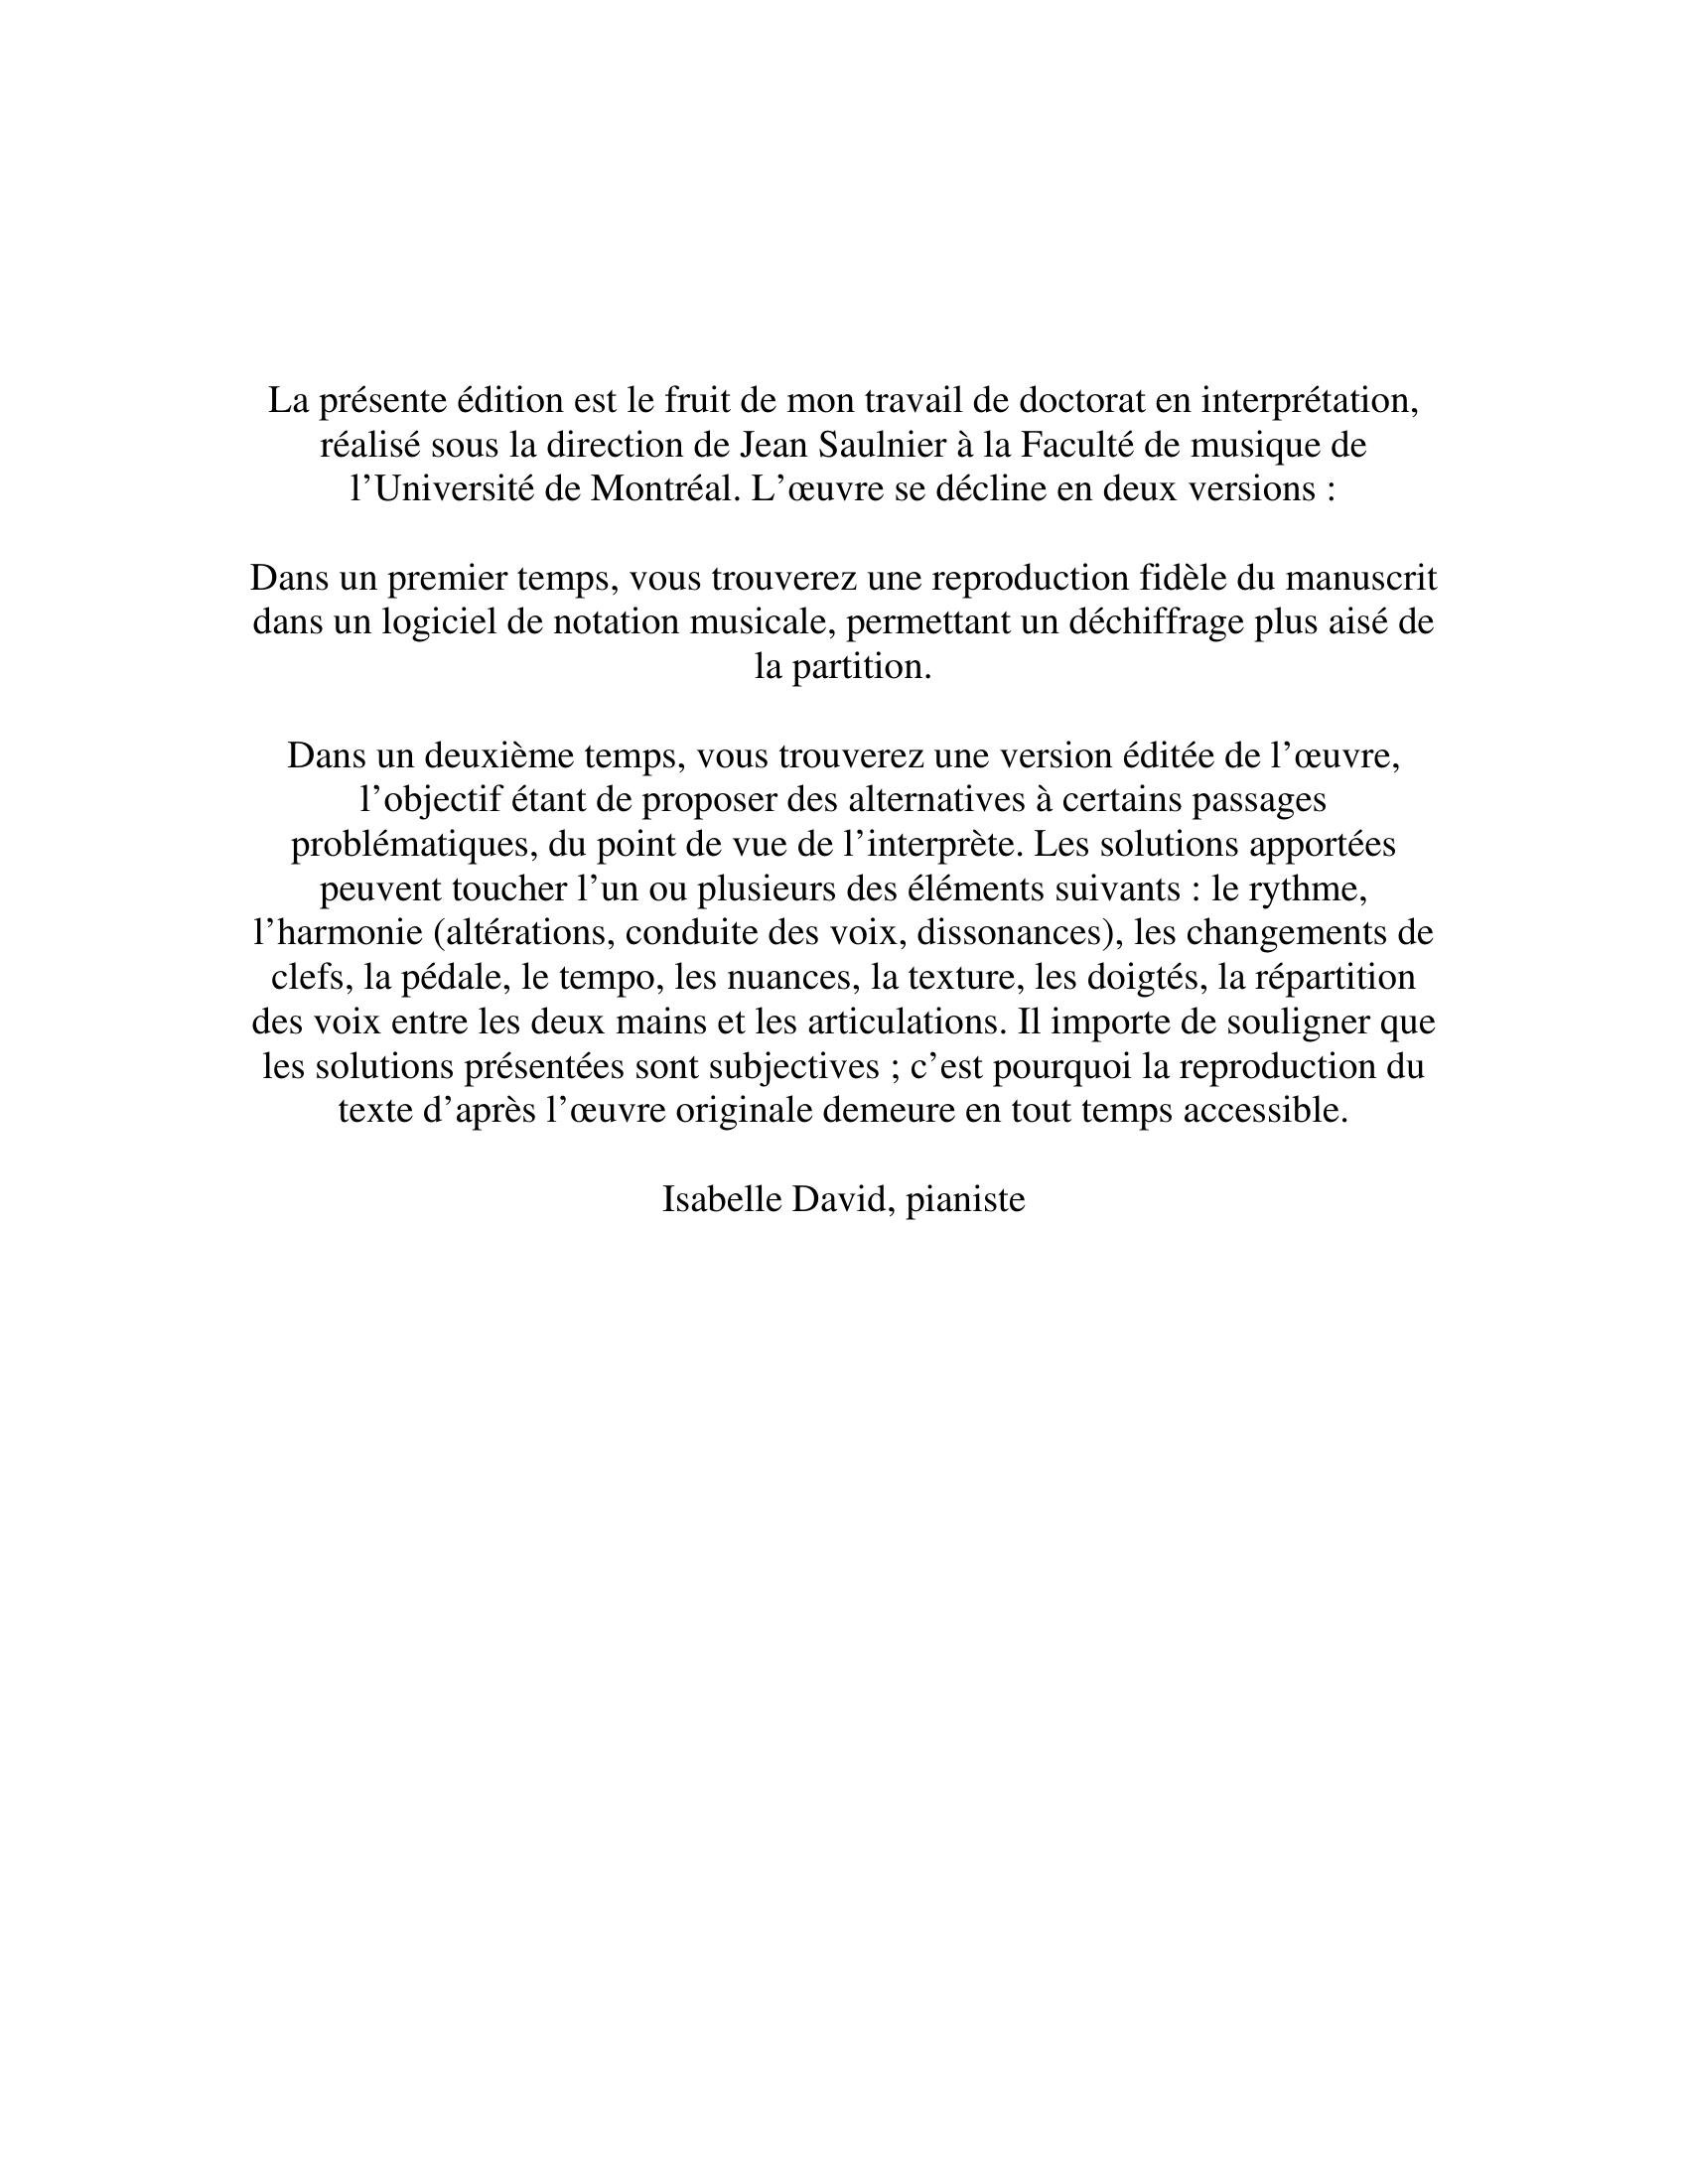 La présente édition est le fruit de mon travail de doctorat en interprétation,
réalisé sous la direction de Jean Saulnier à la Faculté de musique de
l’Université de Montréal. L’œuvre se décline en deux versions :
Dans un premier temps, vous trouverez une reproduction fidèle du manuscrit
dans un logiciel de notation musicale, permettant un déchiffrage plus aisé de
la partition.
Dans un deuxième temps, vous trouverez une version éditée de l’œuvre,
l’objectif étant de proposer des alternatives à certains passages
problématiques, du point de vue de l’interprète. Les solutions apportées
peuvent toucher l’un ou plusieurs des éléments suivants : le rythme,
l’harmonie (altérations, conduite des voix, dissonances), les changements de
clefs, la pédale, le tempo, les nuances, la texture, les doigtés, la répartition
des voix entre les deux mains et les articulations. Il importe de souligner que
les solutions présentées sont subjectives ; c’est pourquoi la reproduction du
texte d’après l’œuvre originale demeure en tout temps accessible.
Isabelle David, pianiste